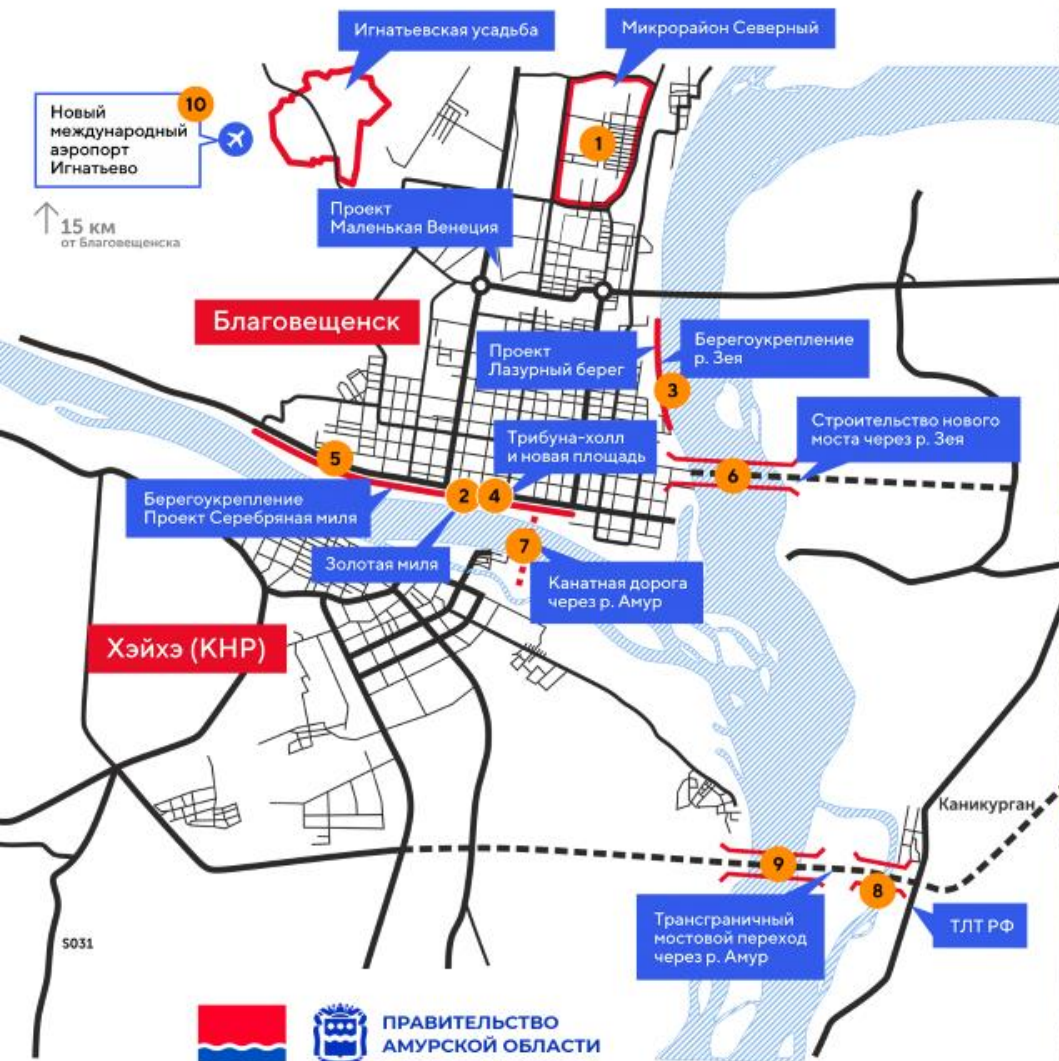 Игнатьевская усадьба
Микрорайон Северный
10
Новый
международный
аэропорт
Игнатьево
1
15 км
от Благовещенска
Проект
Маленькая Венеция
Благовещенск
Проект
Лазурный берег
Берегоукрепление
р. Зея
3
Строительство нового
моста через р. Зея
Трибуна-холл
и новая площадь
5
6
2
4
Берегоукрепление
Проект Серебряная миля
Золотая миля
7
Канатная дорога
через р. Амур
Хэйхэ (КНР)
Каникурган
9
8
Трансграничный
мостовой переход
через р. Амур
ТЛТ РФ
S031
ПРАВИТЕЛЬСТВО
АМУРСКОЙ ОБЛАСТИ